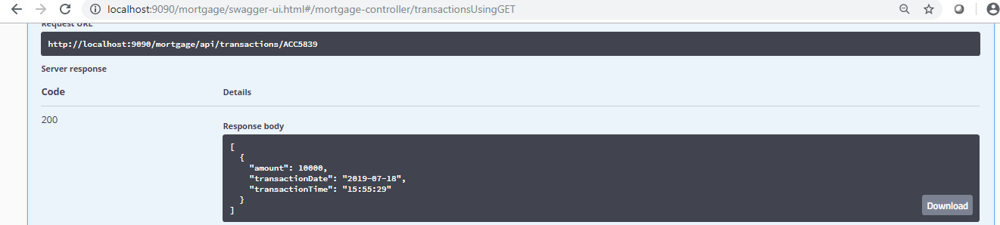 localhost:9090/mortgage/swagger-ui.html#/mortgage-controller/transactionsUsingGET
Request URL
http://localhost:9090/mortgage/api/transactions/ACC5839
Server response
Code Details
200
Response body
[
{
"amount": 10000,
"transactionDate": "2019-07-18",
"transactionTime": "15:55:29"
}
]
Download